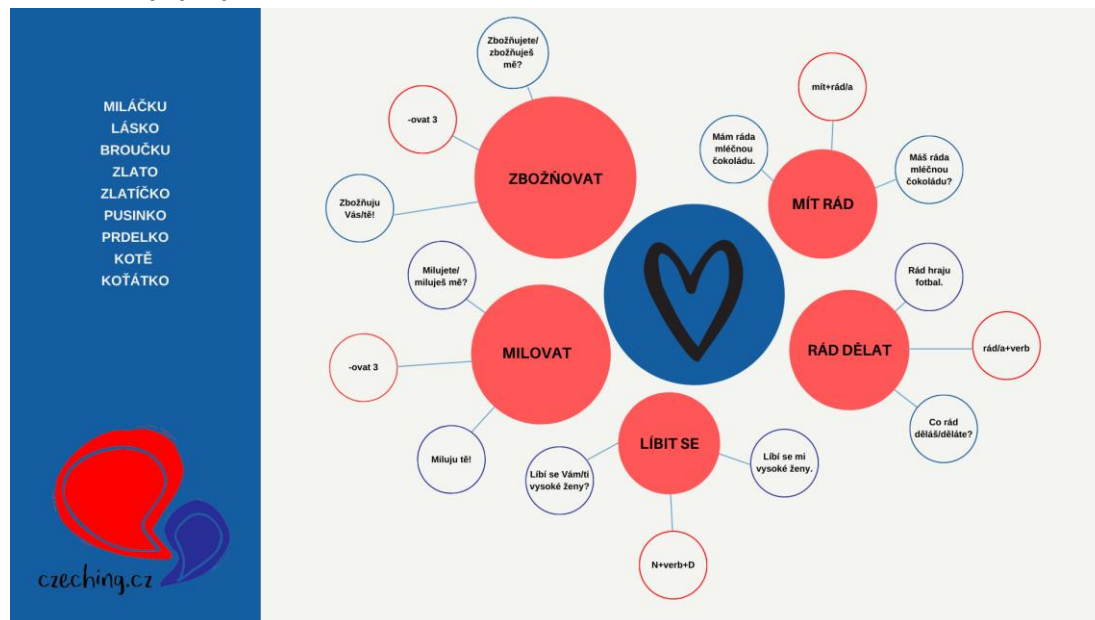 MILÁČKU
LÁSKO
BROUČKU
ZLATO
ZLATÍČKO
PUSINKO
PRDELKO
KOTĚ
KOŤÁTKO
czeching.cz
Zbožňujete/
zbožňuješ
mě?
-ovat 3
ZBOŽŇOVAT
Zbožňuju
Vás/tě!
mít+rád/a
Mám ráda
mléčnou
čokoládu.
Máš ráda
mléčnou
čokoládu?
MÍT RÁD
Milujete/
miluješ mě?
-ovat 3
MILOVAT
Miluju tě!
Rád hraju
fotbal.
RÁD DĚLAT
rád/a+verb
Co rád
děláš/děláte?
LÍBIT SE
Líbí se Vám/ti
vysoké ženy?
Líbí se mi
vysoké ženy.
N+verb+D